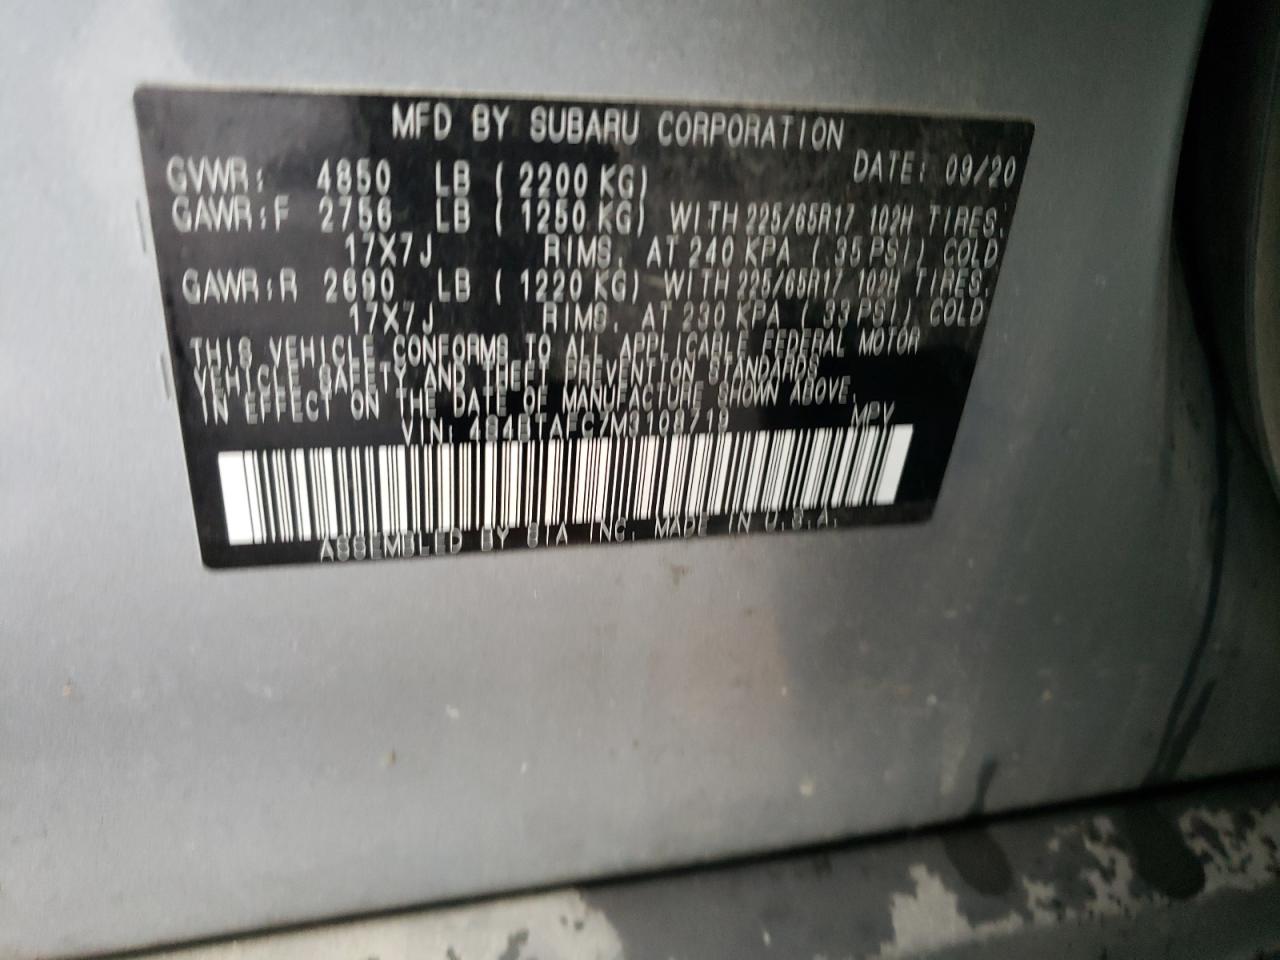 MFD BY SUBARU CORPORATION
DATE: 09/20
GVWR: 4850 LB ( 2200 KG)
GAWR:F 2756 LB ( 1250 KG) WITH 225/65R17 102H TIRES,
17X7J RIMS, AT 240 KPA ( 35 PSI) COLD
GAWR:R 2690 LB ( 1220 KG) WITH 225/65R17 102H TIRES,
17X7J RIMS, AT 230 KPA ( 33 PSI) COLD
THIS VEHICLE CONFORMS TO ALL APPLICABLE FEDERAL MOTOR
VEHICLE SAFETY AND THEFT PREVENTION STANDARDS
IN EFFECT ON THE DATE OF MANUFACTURE SHOWN ABOVE.
VIN: MPV
ASSEMBLED BY SIA INC. MADE IN U.S.A.